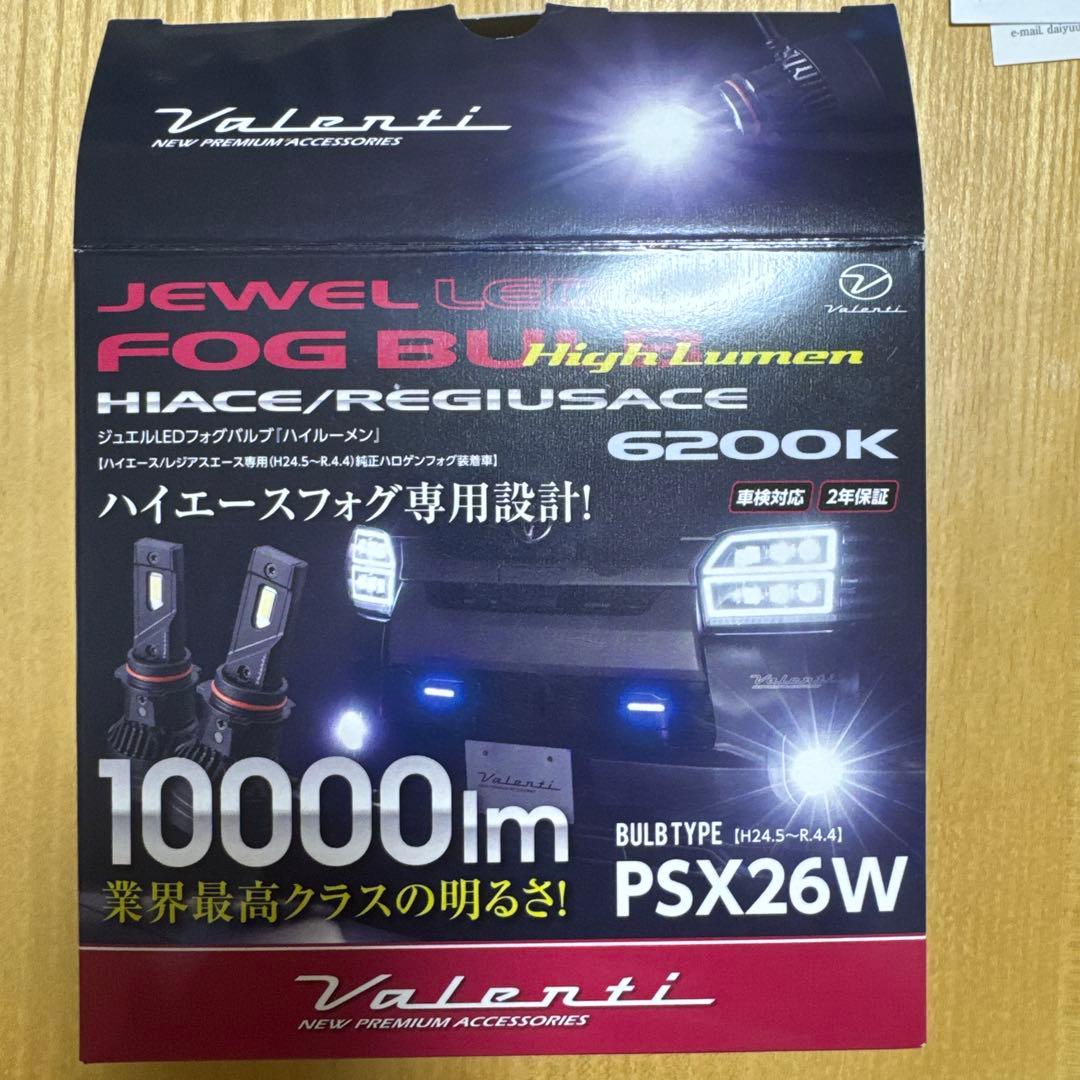 e-mail. daiyuu
Valenti
NEW PREMIUM ACCESSORIES
JEWEL LED
Valenti
FOG BULB
High Lumen
HIACE/REGIUSACE
ジュエルLEDフォグバルブ『ハイルーメン』
6200K
【ハイエース/レジアスエース専用(H24.5～R.4.4)純正ハロゲンフォグ装着車】
ハイエースフォグ専用設計!
車検対応
2年保証
Valenti
Valenti
10000lm
BULB TYPE 【H24.5～R.4.4】
PSX26W
業界最高クラスの明るさ!
Valenti
NEW PREMIUM ACCESSORIES